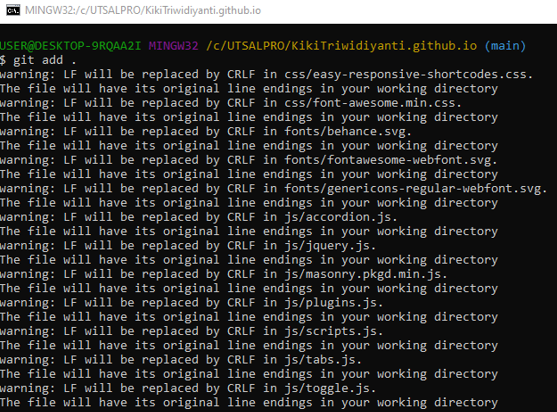 MINGW32:/c/UTSALPRO/KikiTriwidiyanti.github.io
USER@DESKTOP-9RQAA2I MINGW32 /c/UTSALPRO/KikiTriwidiyanti.github.io (main)
$ git add .
warning: LF will be replaced by CRLF in css/easy-responsive-shortcodes.css.
The file will have its original line endings in your working directory
warning: LF will be replaced by CRLF in css/font-awesome.min.css.
The file will have its original line endings in your working directory
warning: LF will be replaced by CRLF in fonts/behance.svg.
The file will have its original line endings in your working directory
warning: LF will be replaced by CRLF in fonts/fontawesome-webfont.svg.
The file will have its original line endings in your working directory
warning: LF will be replaced by CRLF in fonts/genericons-regular-webfont.svg.
The file will have its original line endings in your working directory
warning: LF will be replaced by CRLF in js/accordion.js.
The file will have its original line endings in your working directory
warning: LF will be replaced by CRLF in js/jquery.js.
The file will have its original line endings in your working directory
warning: LF will be replaced by CRLF in js/masonry.pkgd.min.js.
The file will have its original line endings in your working directory
warning: LF will be replaced by CRLF in js/plugins.js.
The file will have its original line endings in your working directory
warning: LF will be replaced by CRLF in js/scripts.js.
The file will have its original line endings in your working directory
warning: LF will be replaced by CRLF in js/tabs.js.
The file will have its original line endings in your working directory
warning: LF will be replaced by CRLF in js/toggle.js.
The file will have its original line endings in your working directory